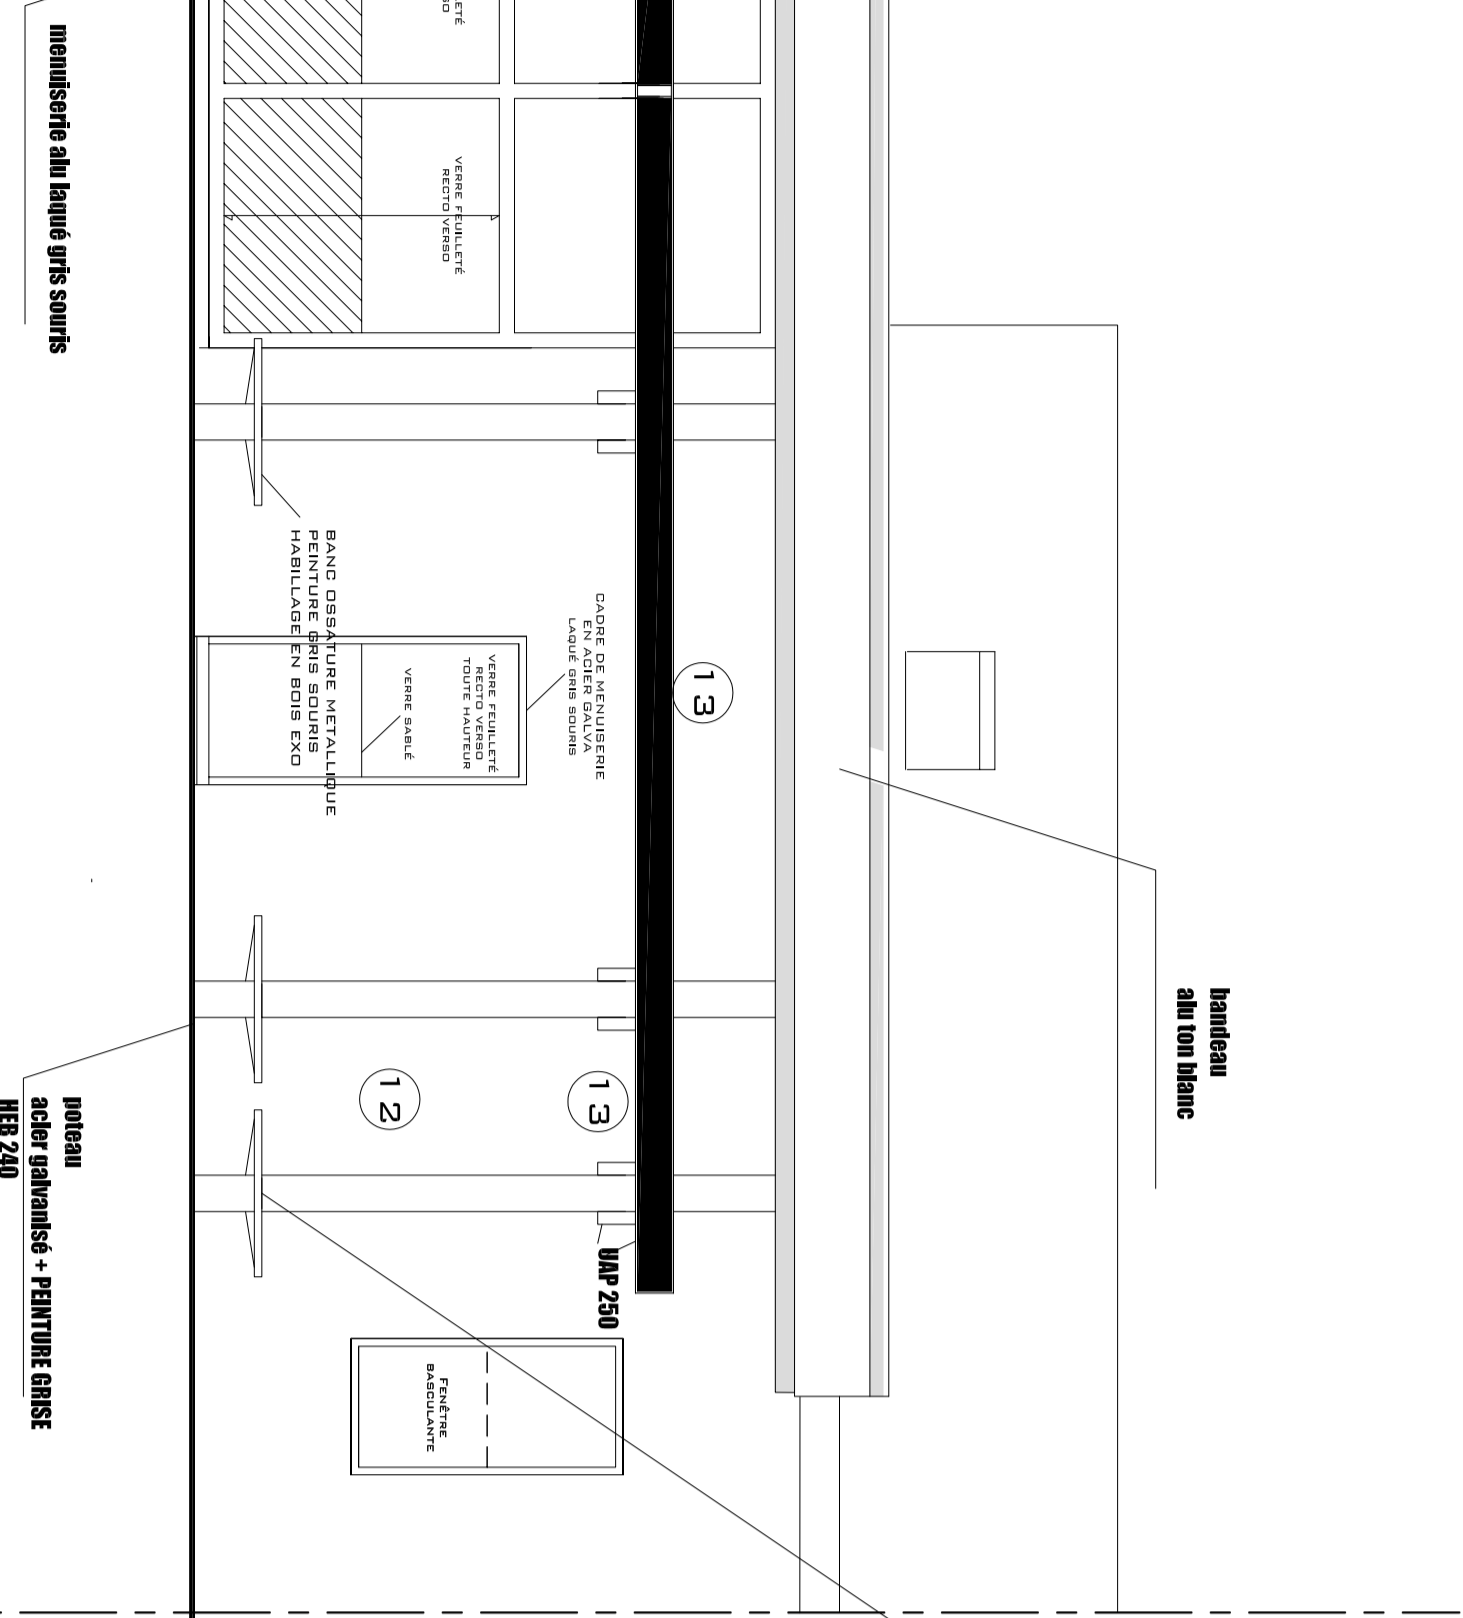 bandeau
alu ton blanc
13
ETÉ
SO
VERRE FEUILLETÉ
RECTO VERSO
CADRE DE MENUISERIE
EN ACIER GALVA
LAQUÉ GRIS SOURIS
13
UAP 250
VERRE FEUILLETÉ
RECTO VERSO
TOUTE HAUTEUR
VERRE SABLÉ
12
FENÊTRE
BASCULANTE
BANC OSSATURE METALLIQUE
PEINTURE GRIS SOURIS
HABILLAGE EN BOIS EXO
menuiserie alu laqué gris souris
poteau
acier galvanisé + PEINTURE GRISE
HEB 240